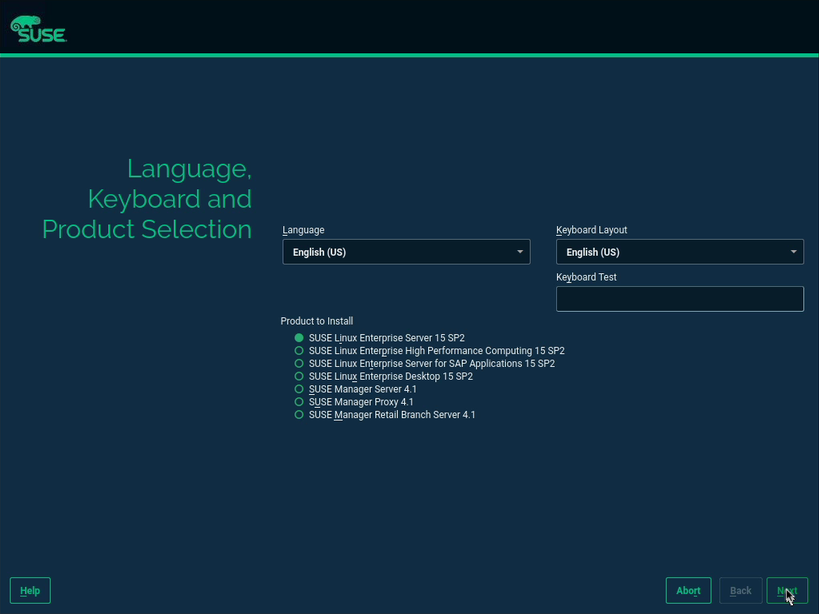 SUSE
Language,
Keyboard and
Product Selection
Language
Keyboard Layout
English (US)
English (US)
Keyboard Test
Product to Install
SUSE Linux Enterprise Server 15 SP2
SUSE Linux Enterprise High Performance Computing 15 SP2
SUSE Linux Enterprise Server for SAP Applications 15 SP2
SUSE Linux Enterprise Desktop 15 SP2
SUSE Manager Server 4.1
SUSE Manager Proxy 4.1
SUSE Manager Retail Branch Server 4.1
Help
Abort
Back
Next